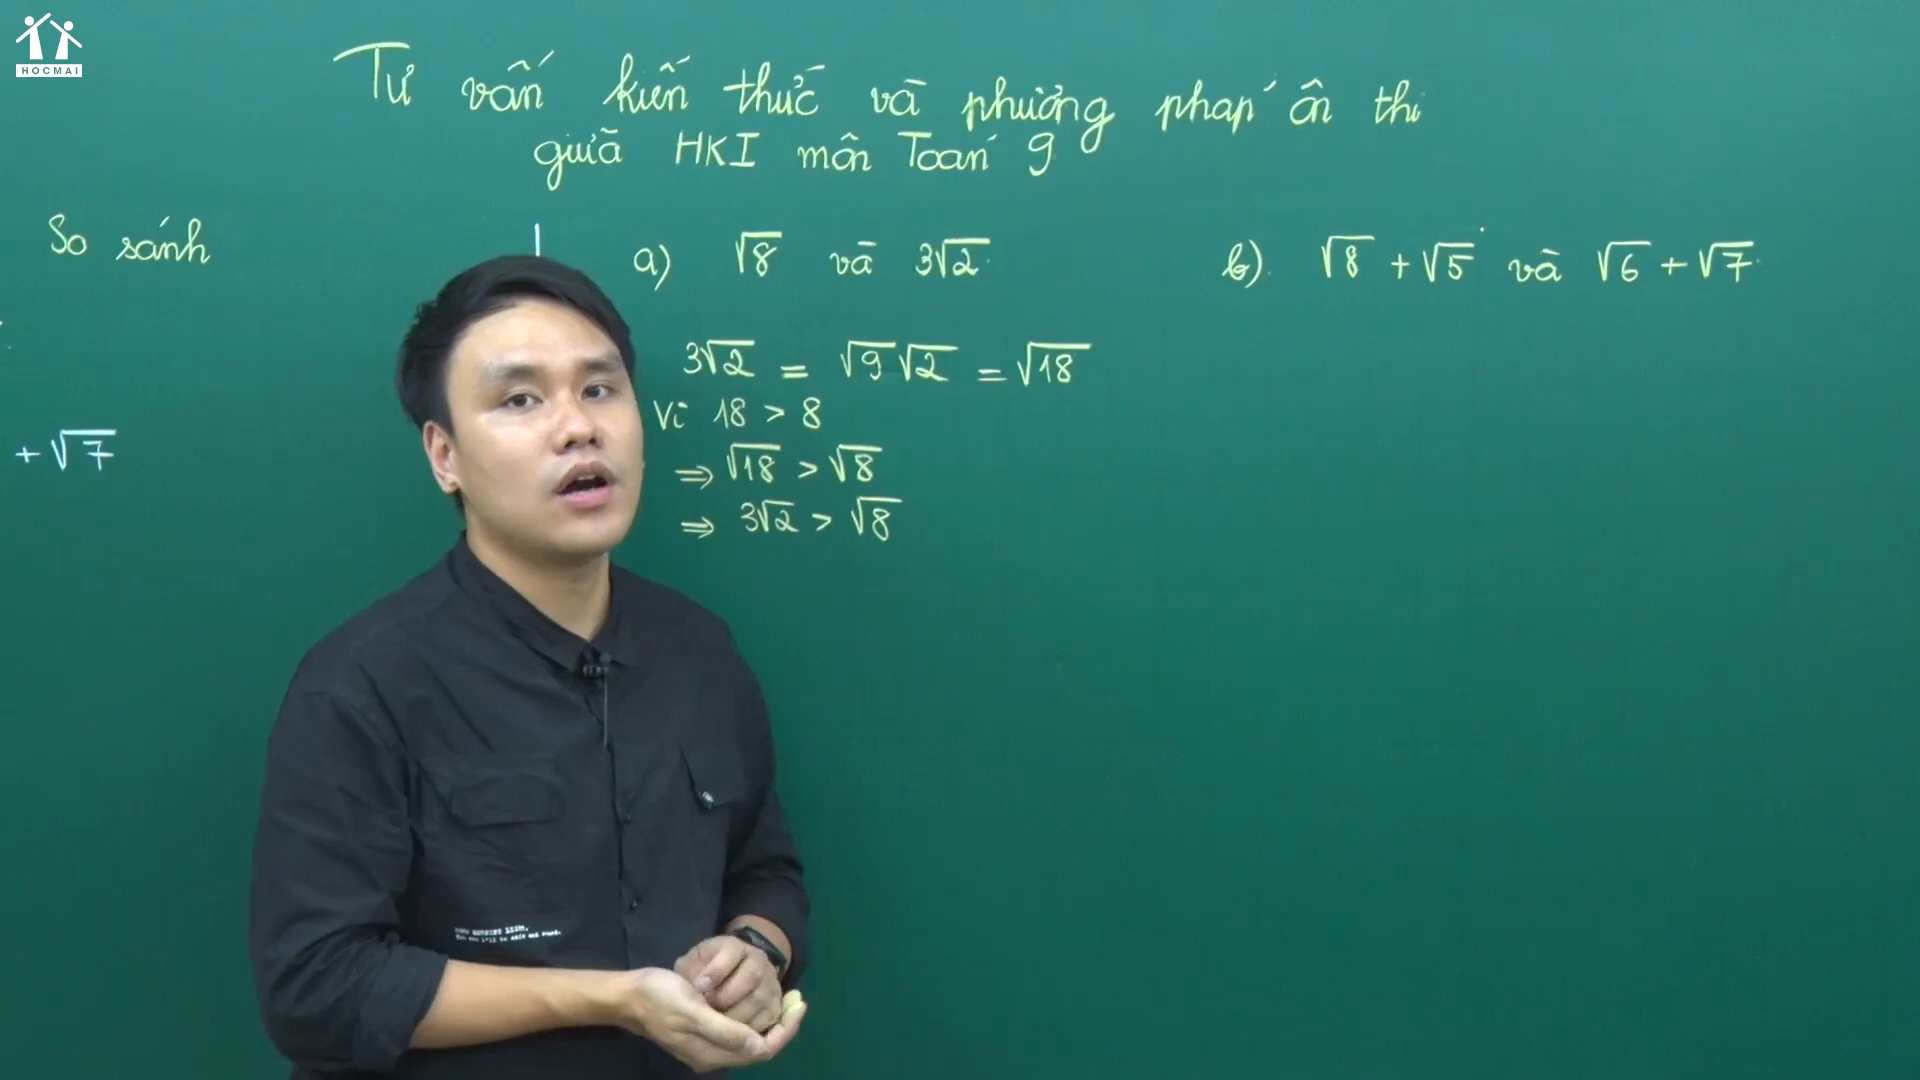 HOCMAI
Tư vấn kiến thức và phương pháp ôn thi
giữa HKI môn Toán 9
So sánh
+ √7
a) √8 và 3√2
3√2 = √9 √2 = √18
Vì 18 > 8
⇒ √18 > √8
⇒ 3√2 > √8
b) √8 + √5 và √6 + √7